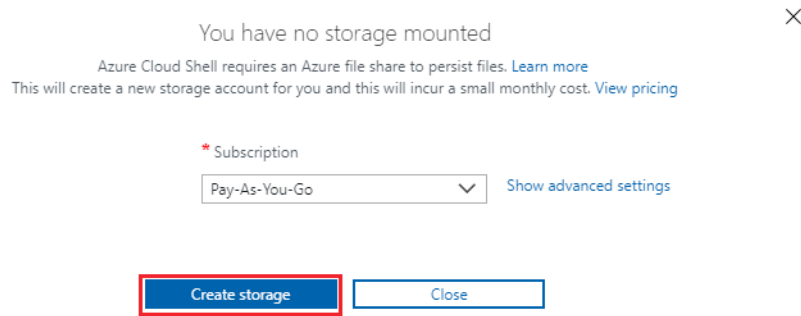 You have no storage mounted
Azure Cloud Shell requires an Azure file share to persist files. Learn more
This will create a new storage account for you and this will incur a small monthly cost. View pricing
* Subscription
Pay-As-You-Go
Show advanced settings
Create storage
Close